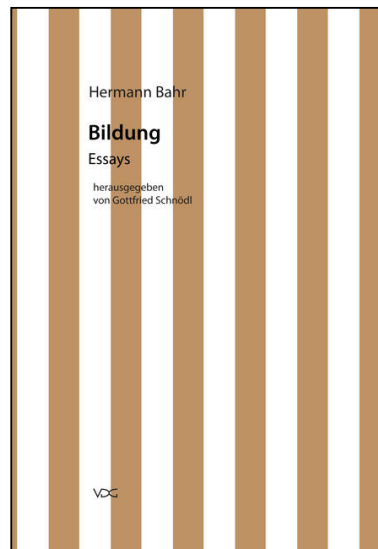 Hermann Bahr
Bildung
Essays
herausgegeben
von Gottfried Schnödl
VDG